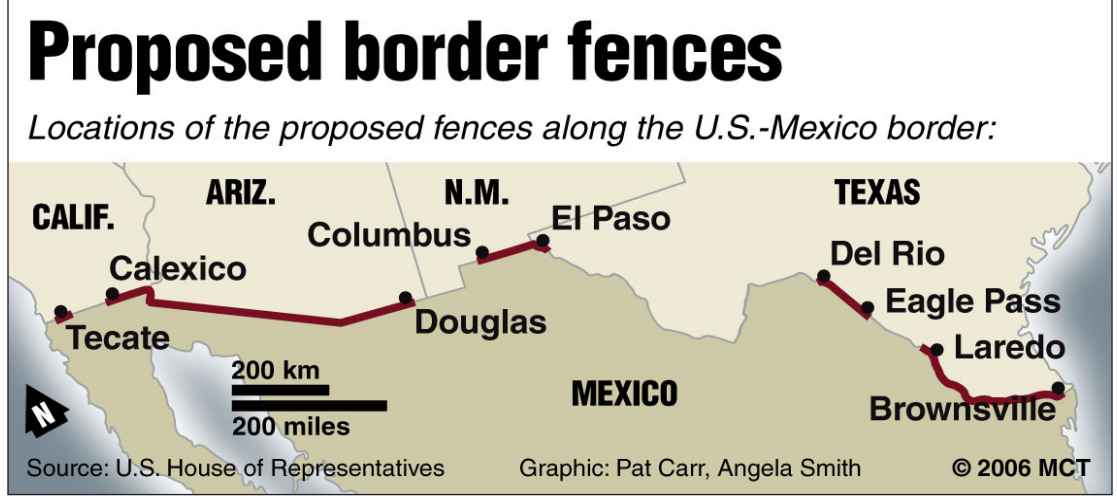 Proposed border fences
Locations of the proposed fences along the U.S.-Mexico border:
CALIF.
ARIZ.
N.M.
TEXAS
Columbus
El Paso
Calexico
Del Rio
Tecate
Douglas
Eagle Pass
Laredo
Brownsville
MEXICO
200 km
200 miles
N
Source: U.S. House of Representatives
Graphic: Pat Carr, Angela Smith
© 2006 MCT